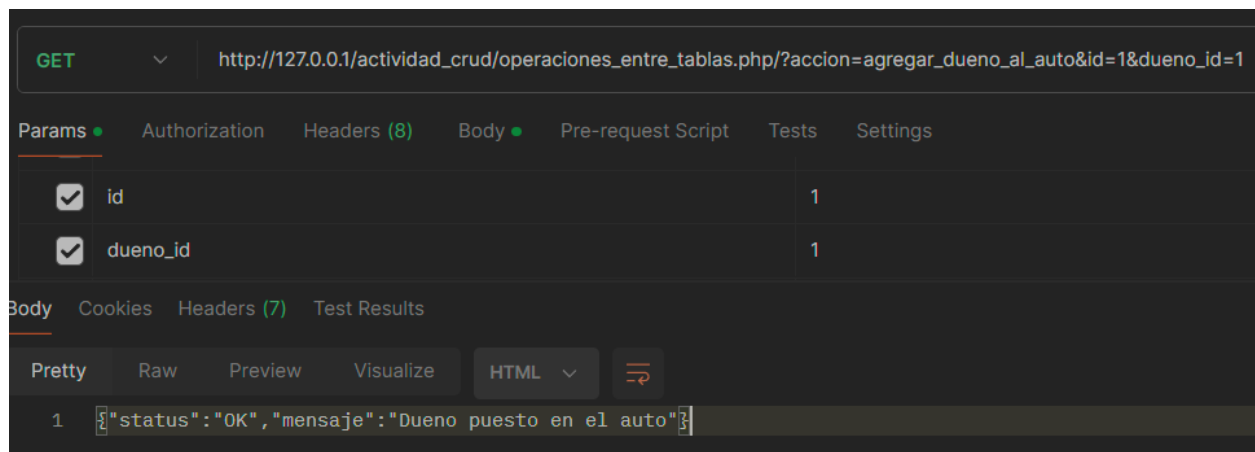 GET http://127.0.0.1/actividad_crud/operaciones_entre_tablas.php/?accion=agregar_dueno_al_auto&id=1&dueno_id=1
Params Authorization Headers (8) Body Pre-request Script Tests Settings
id 1
dueno_id 1
Body Cookies Headers (7) Test Results
Pretty Raw Preview Visualize HTML
1 {"status":"OK","mensaje":"Dueno puesto en el auto"}